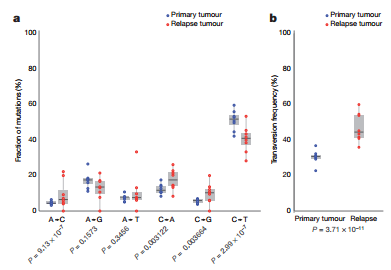 a
Primary tumour
Relapse tumour
Fraction of mutations (%)
100
80
60
40
20
0
A→C
A→G
A→T
C→A
C→G
C→T
P = 9.13 × 10⁻⁷
P = 0.1573
P = 0.3456
P = 0.003122
P = 0.003664
P = 2.99 × 10⁻⁷
b
Primary tumour
Relapse tumour
Transversion frequency (%)
100
80
60
40
20
0
Primary tumour
Relapse
P = 3.71 × 10⁻¹¹